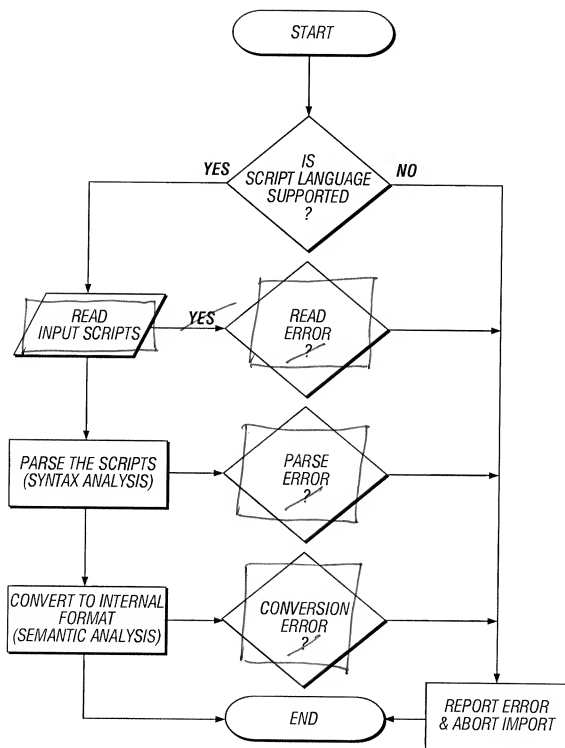 START
IS
SCRIPT LANGUAGE
SUPPORTED
?
YES
NO
READ
INPUT SCRIPTS
YES
READ
ERROR
?
PARSE THE SCRIPTS
(SYNTAX ANALYSIS)
PARSE
ERROR
?
CONVERT TO INTERNAL
FORMAT
(SEMANTIC ANALYSIS)
CONVERSION
ERROR
?
END
REPORT ERROR
& ABORT IMPORT